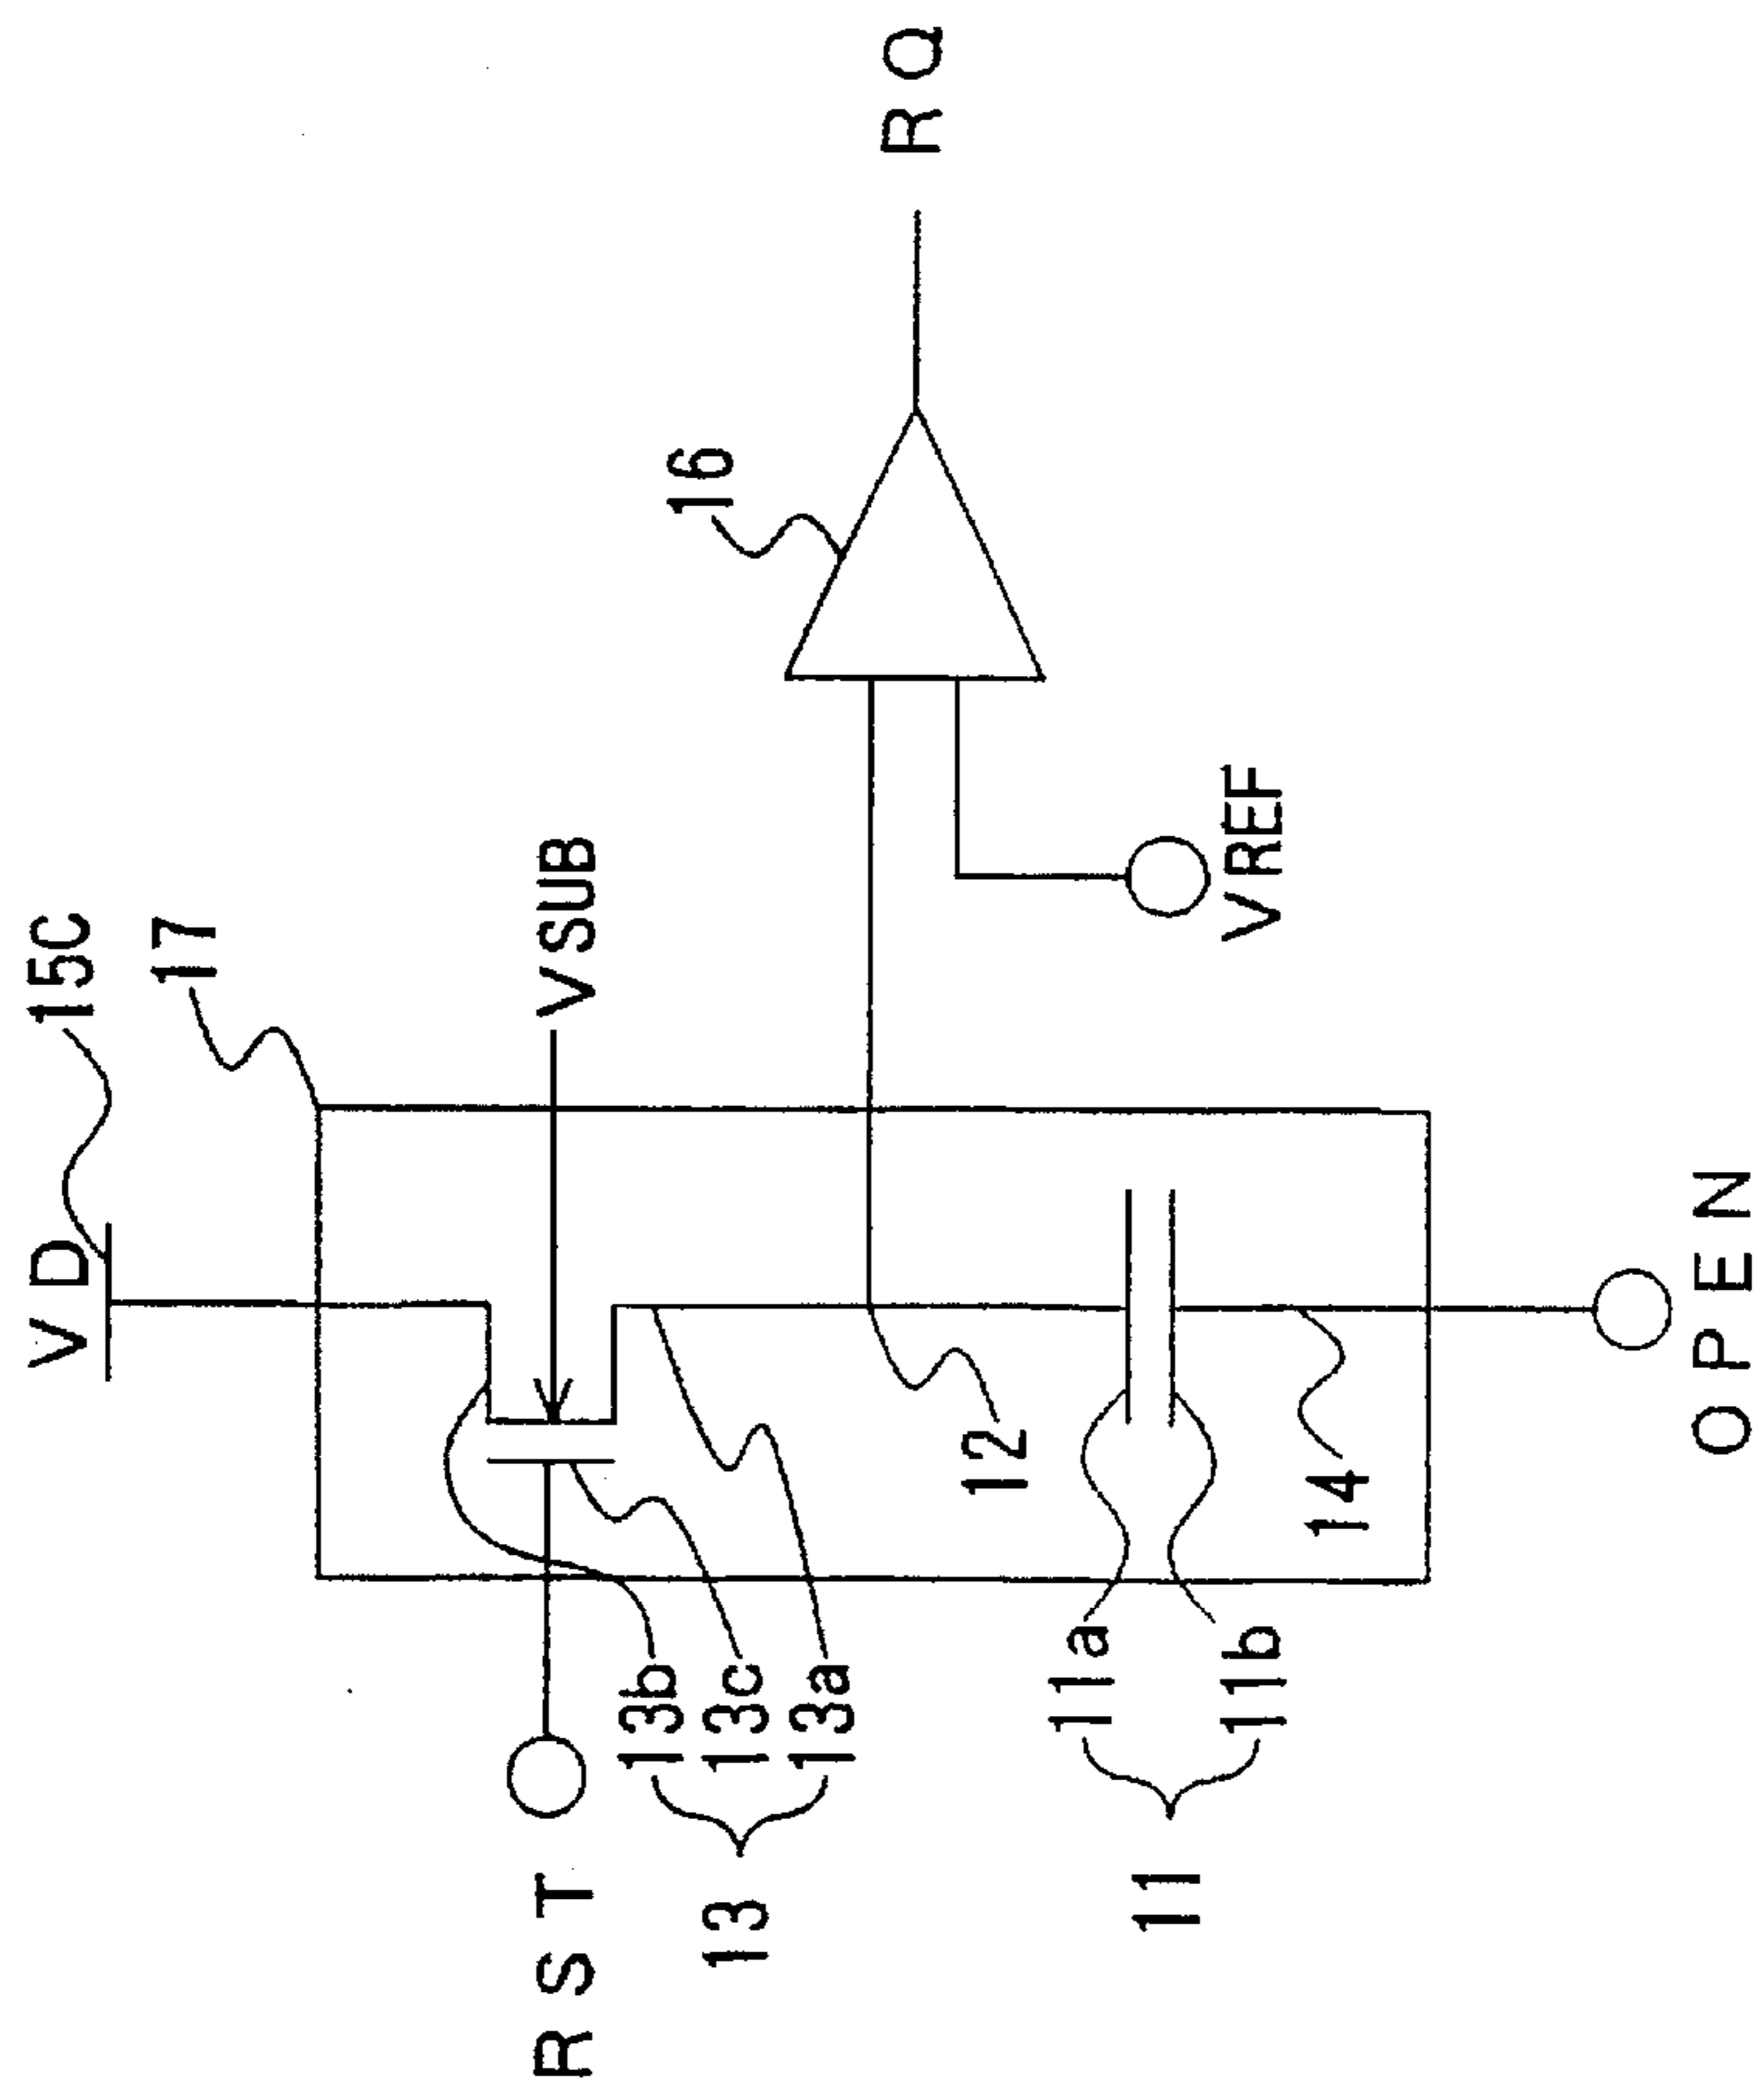 VD
15C
17
RST
VSUB
13b
16
13
13c
13a
RQ
12
11a
11
11b
VREF
14
OPEN